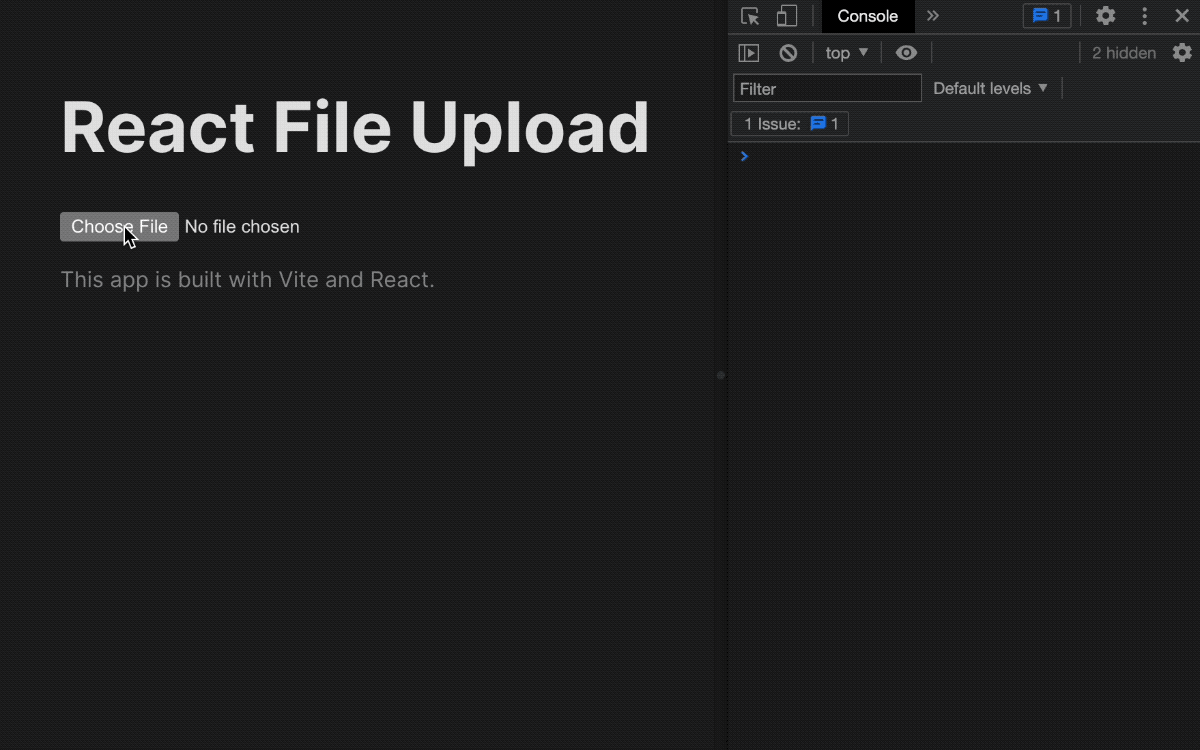 React File Upload
Choose File No file chosen
This app is built with Vite and React.
Console 1
top 2 hidden
Filter Default levels
1 Issue: 1